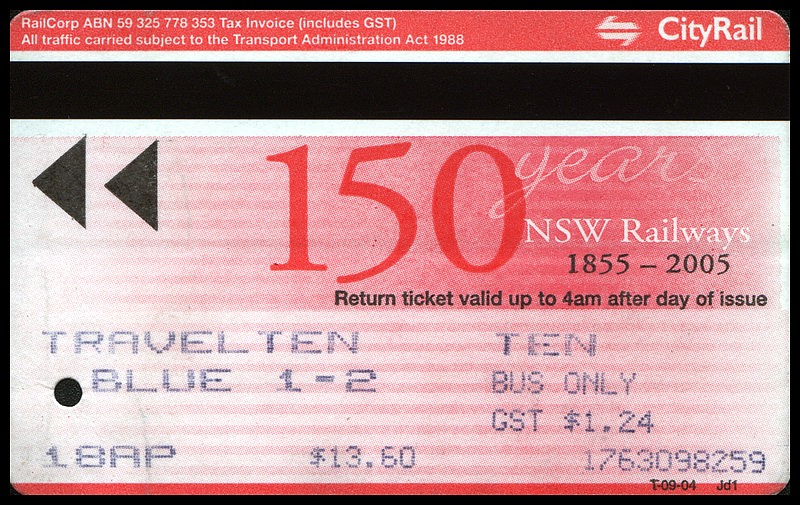 RailCorp ABN 59 325 778 353 Tax Invoice (includes GST)
All traffic carried subject to the Transport Administration Act 1988
CityRail
150 years
NSW Railways
1855 – 2005
Return ticket valid up to 4am after day of issue
TRAVELTEN TEN
BLUE 1-2 BUS ONLY
GST $1.24
18AP $13.60 1763098259
T-09-04 Jd1